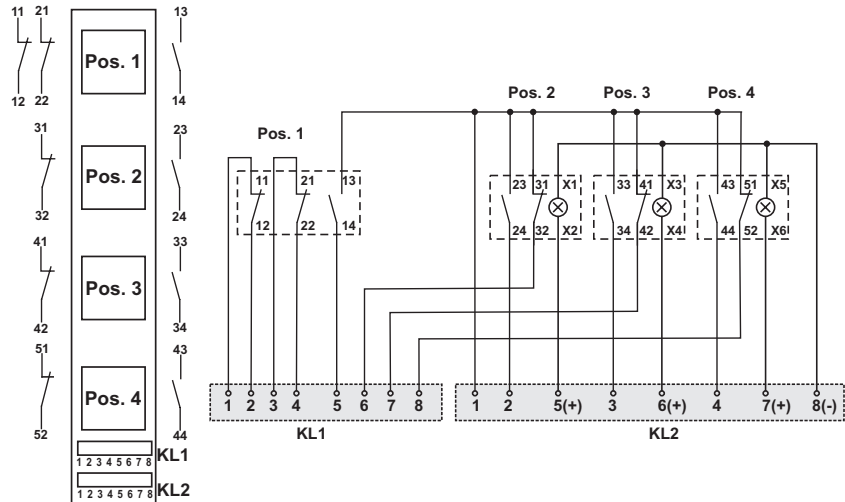 11 21 13
Pos. 1
12 22 14
31 23
Pos. 2
32 24
41 33
Pos. 3
42 34
51 43
Pos. 4
52 44
1 2 3 4 5 6 7 8 KL1
1 2 3 4 5 6 7 8 KL2
Pos. 1 Pos. 2 Pos. 3 Pos. 4
11 21 13
12 22 14
23 31 X1 33 41 X3 43 51 X5
24 32 X2 34 42 X4 44 52 X6
1 2 3 4 5 6 7 8
KL1
1 2 5(+) 3 6(+) 4 7(+) 8(-)
KL2